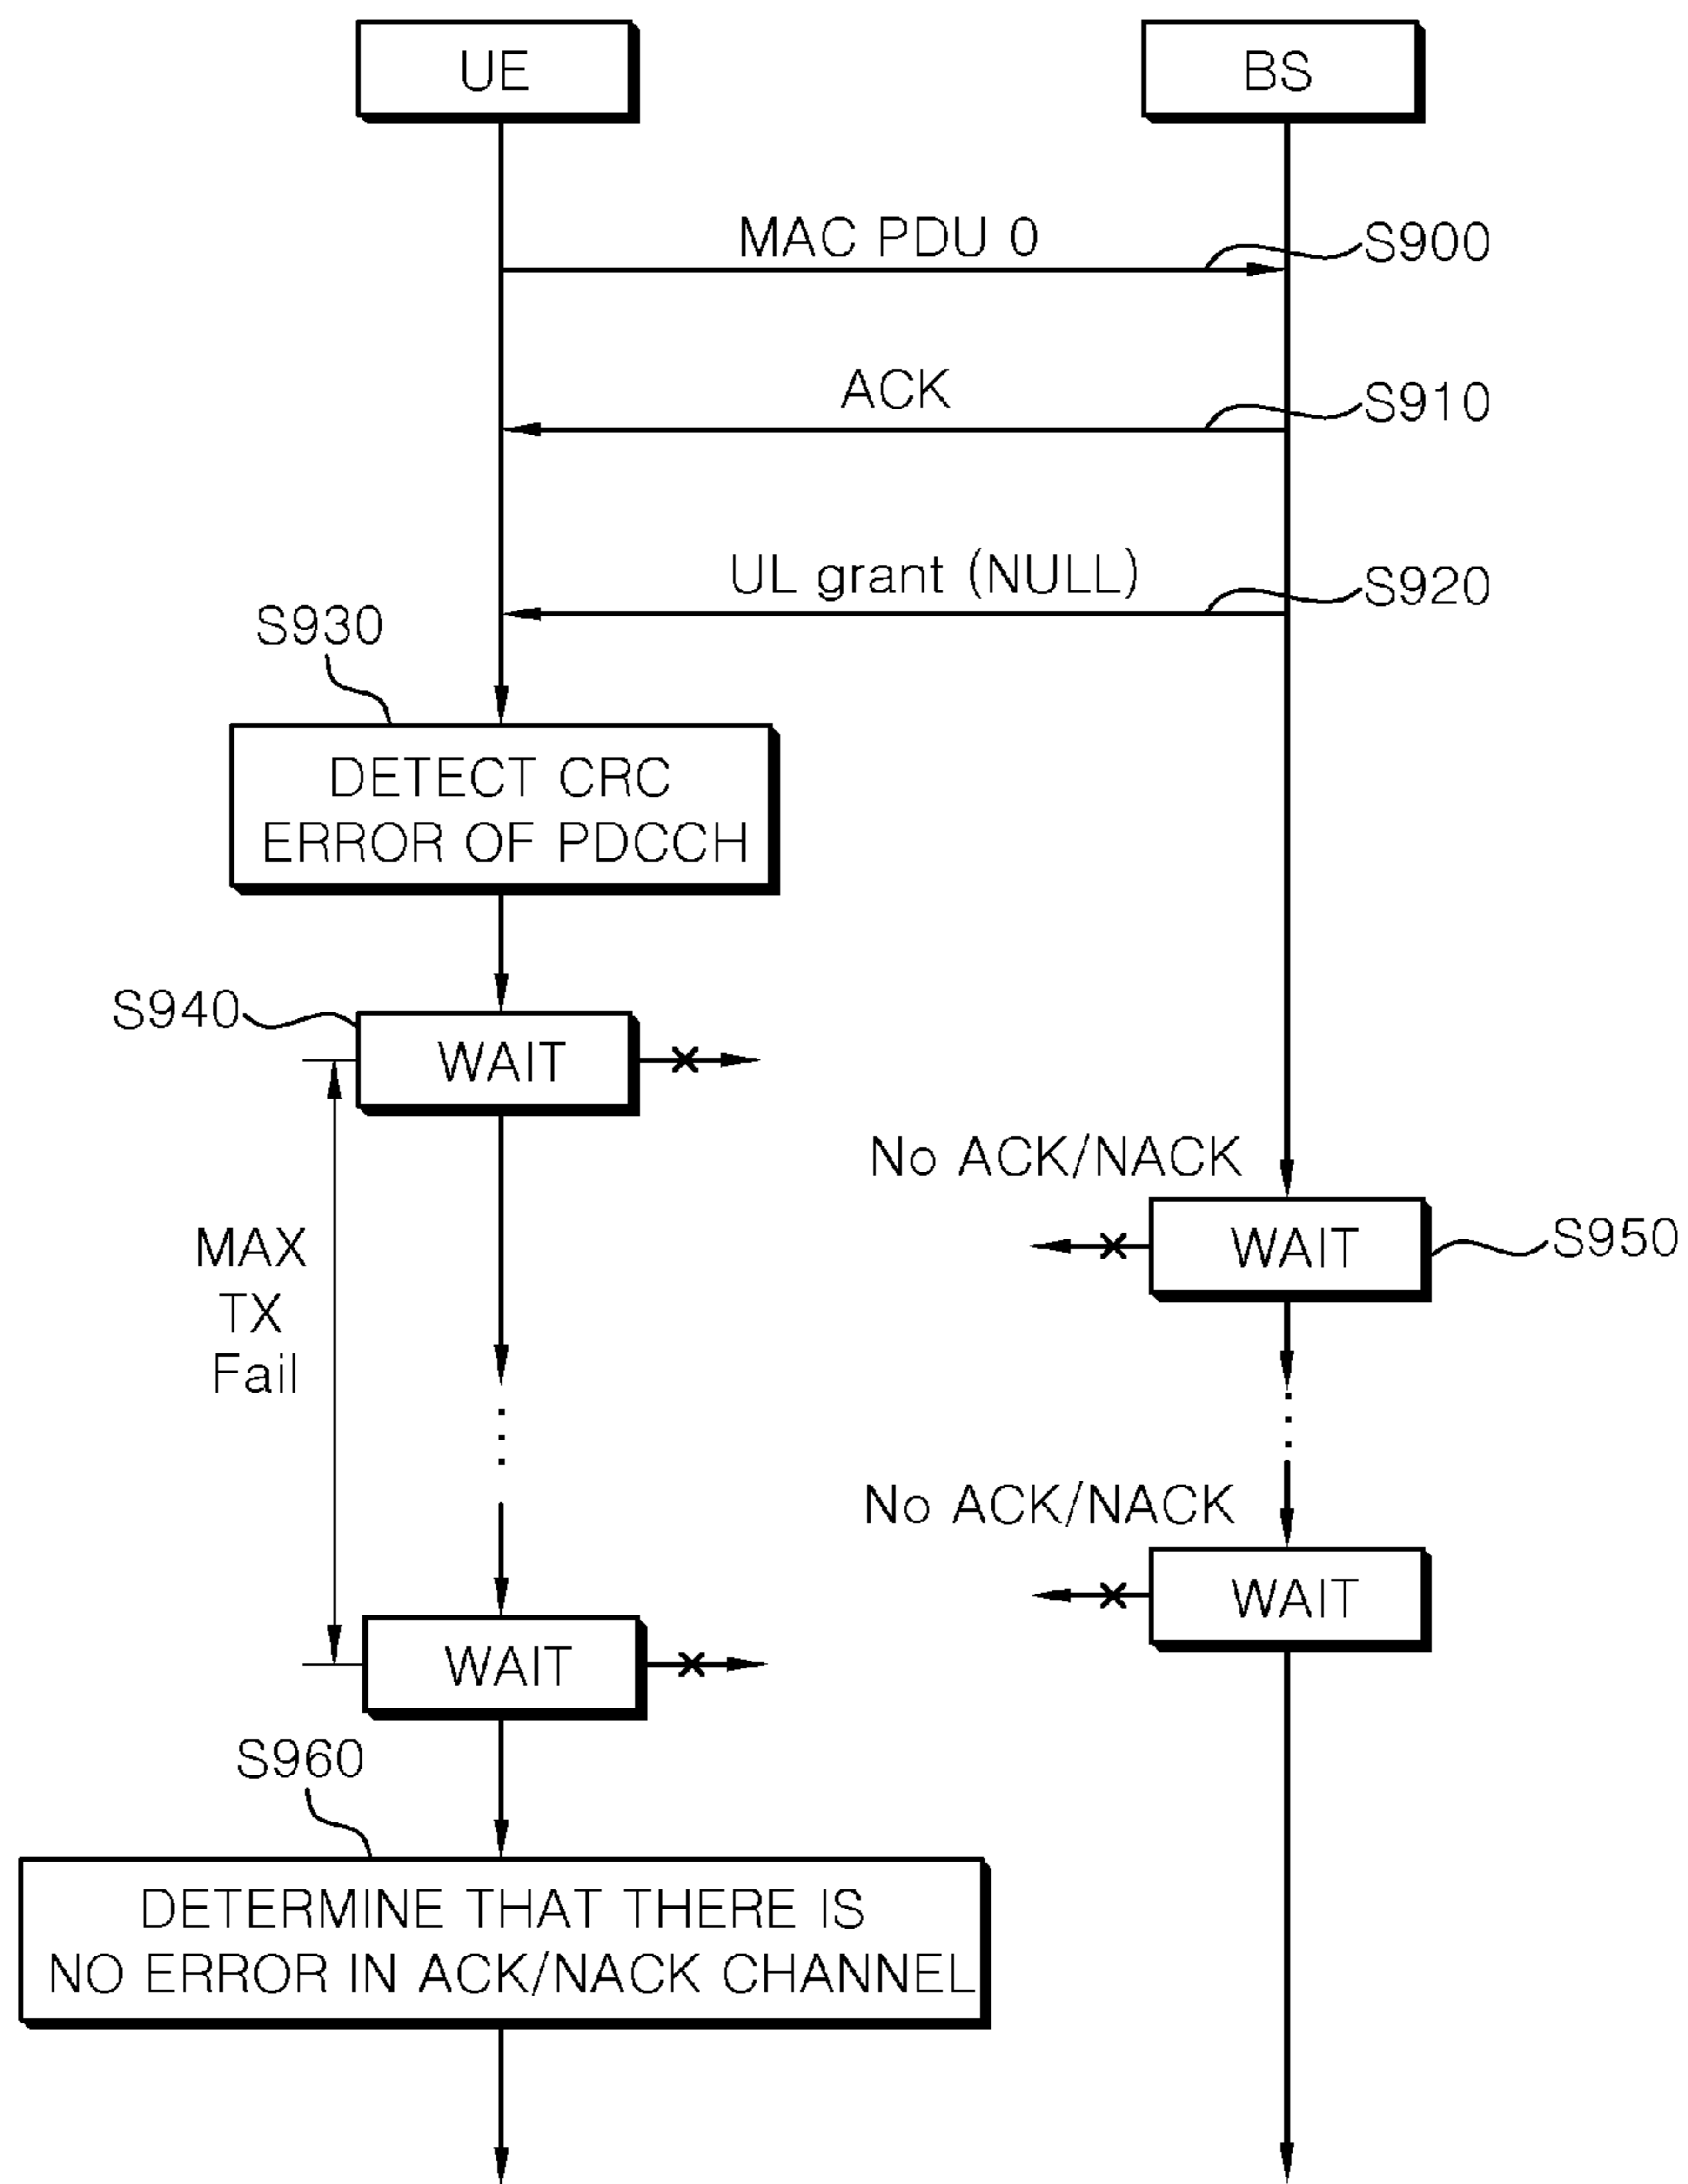 UE
BS
MAC PDU 0
S900
ACK
S910
UL grant (NULL)
S920
S930
DETECT CRC
ERROR OF PDCCH
S940
WAIT
No ACK/NACK
WAIT
S950
MAX
TX
Fail
No ACK/NACK
WAIT
WAIT
S960
DETERMINE THAT THERE IS
NO ERROR IN ACK/NACK CHANNEL